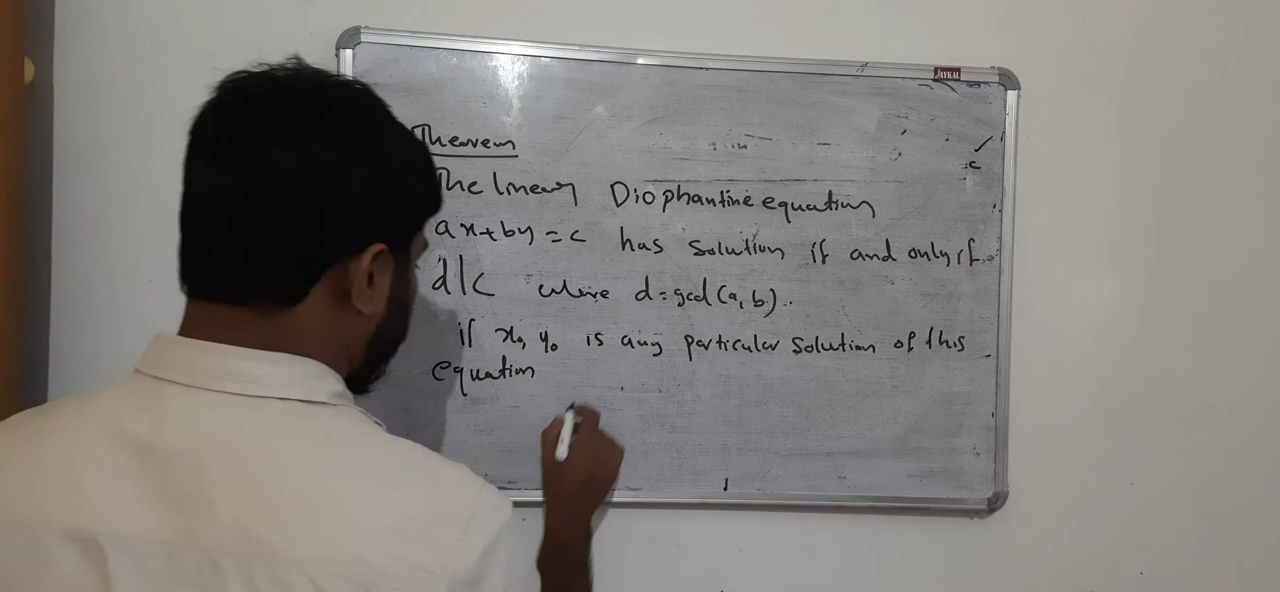 JAYKAL
Theorem
The linear Diophantine equation
ax+by=c has solution if and only if
d|c where d=gcd(a,b).
if x₀, y₀ is any particular solution of this
equation
c